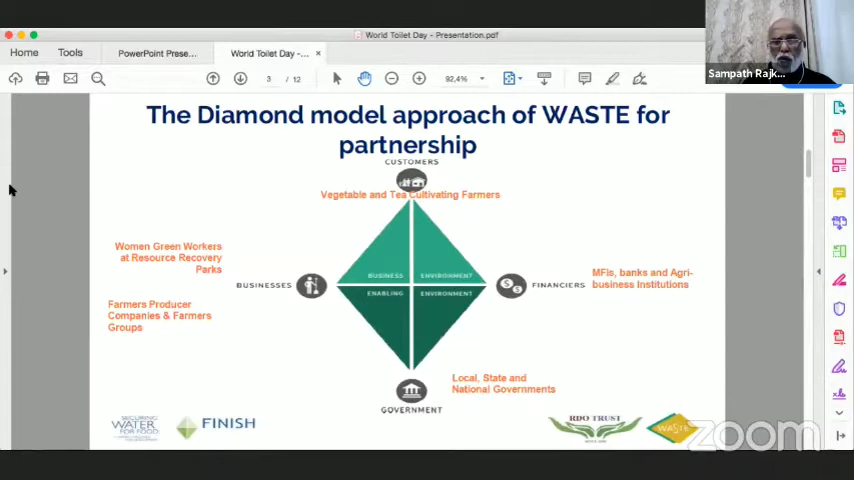 World Toilet Day - Presentation.pdf
Home
Tools
PowerPoint Prese...
World Toilet Day -...
×
3 / 12
92,4%
Sampath Rajk...
The Diamond model approach of WASTE for
partnership
CUSTOMERS
Vegetable and Tea Cultivating Farmers
Women Green Workers
at Resource Recovery
Parks
BUSINESSES
Farmers Producer
Companies & Farmers
Groups
BUSINESS
ENVIRONMENT
ENABLING
ENVIRONMENT
FINANCIERS
MFIs, banks and Agri-
business Institutions
Local, State and
National Governments
GOVERNMENT
SECURING
WATER
FOR FOOD
FINISH
RDO TRUST
WASTE
zoom